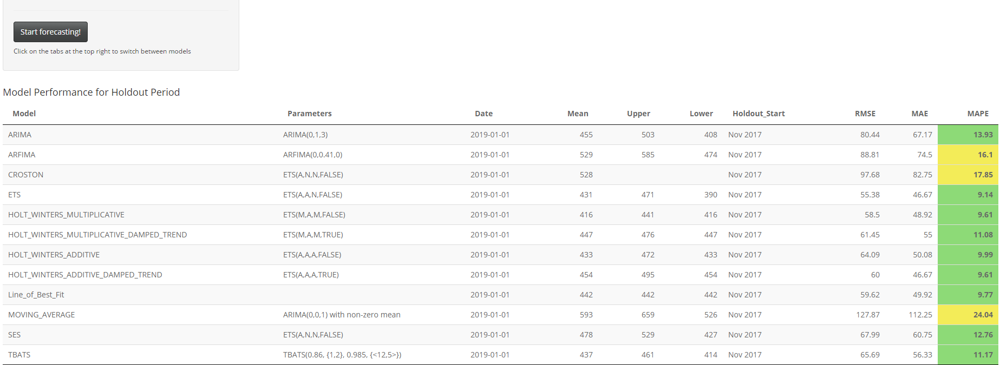 Start forecasting!
Click on the tabs at the top right to switch between models
Model Performance for Holdout Period
Model Parameters Date Mean Upper Lower Holdout_Start RMSE MAE MAPE
ARIMA ARIMA(0,1,3) 2019-01-01 455 503 408 Nov 2017 80.44 67.17 13.93
ARFIMA ARFIMA(0,0.41,0) 2019-01-01 529 585 474 Nov 2017 88.81 74.5 16.1
CROSTON ETS(A,N,N,FALSE) 2019-01-01 528 Nov 2017 97.68 82.75 17.85
ETS ETS(A,A,N,FALSE) 2019-01-01 431 471 390 Nov 2017 55.38 46.67 9.14
HOLT_WINTERS_MULTIPLICATIVE ETS(M,A,M,FALSE) 2019-01-01 416 441 416 Nov 2017 58.5 48.92 9.61
HOLT_WINTERS_MULTIPLICATIVE_DAMPED_TREND ETS(M,A,M,TRUE) 2019-01-01 447 476 447 Nov 2017 61.45 55 11.08
HOLT_WINTERS_ADDITIVE ETS(A,A,A,FALSE) 2019-01-01 433 472 433 Nov 2017 64.09 50.08 9.99
HOLT_WINTERS_ADDITIVE_DAMPED_TREND ETS(A,A,A,TRUE) 2019-01-01 454 495 454 Nov 2017 60 46.67 9.61
Line_of_Best_Fit 2019-01-01 442 442 442 Nov 2017 59.62 49.92 9.77
MOVING_AVERAGE ARIMA(0,0,1) with non-zero mean 2019-01-01 593 659 526 Nov 2017 127.87 112.25 24.04
SES ETS(A,N,N,FALSE) 2019-01-01 478 529 427 Nov 2017 67.99 60.75 12.76
TBATS TBATS(0.86, {1,2}, 0.985, {<12,5>}) 2019-01-01 437 461 414 Nov 2017 65.69 56.33 11.17